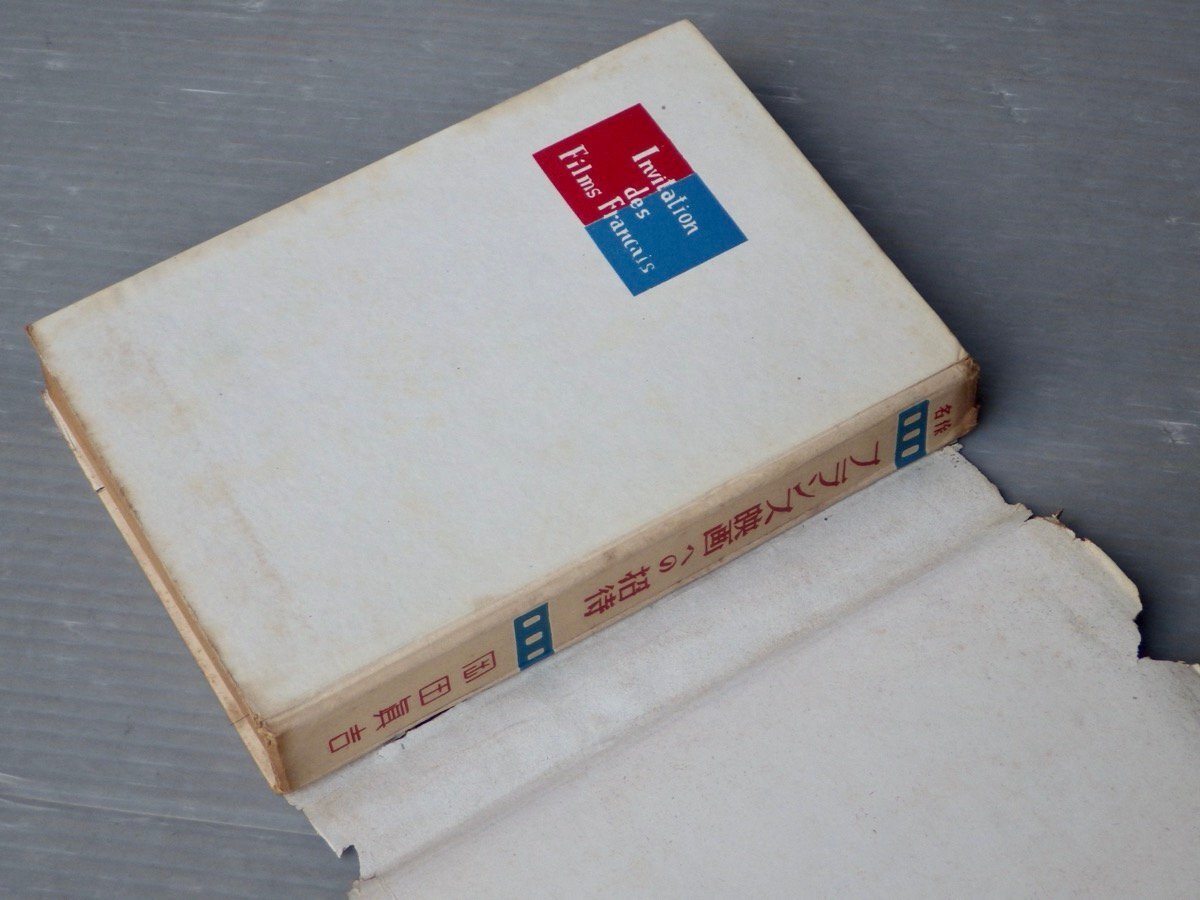 Invitation
des
Films Francais
名作
フランス映画への招待
岡田真吉